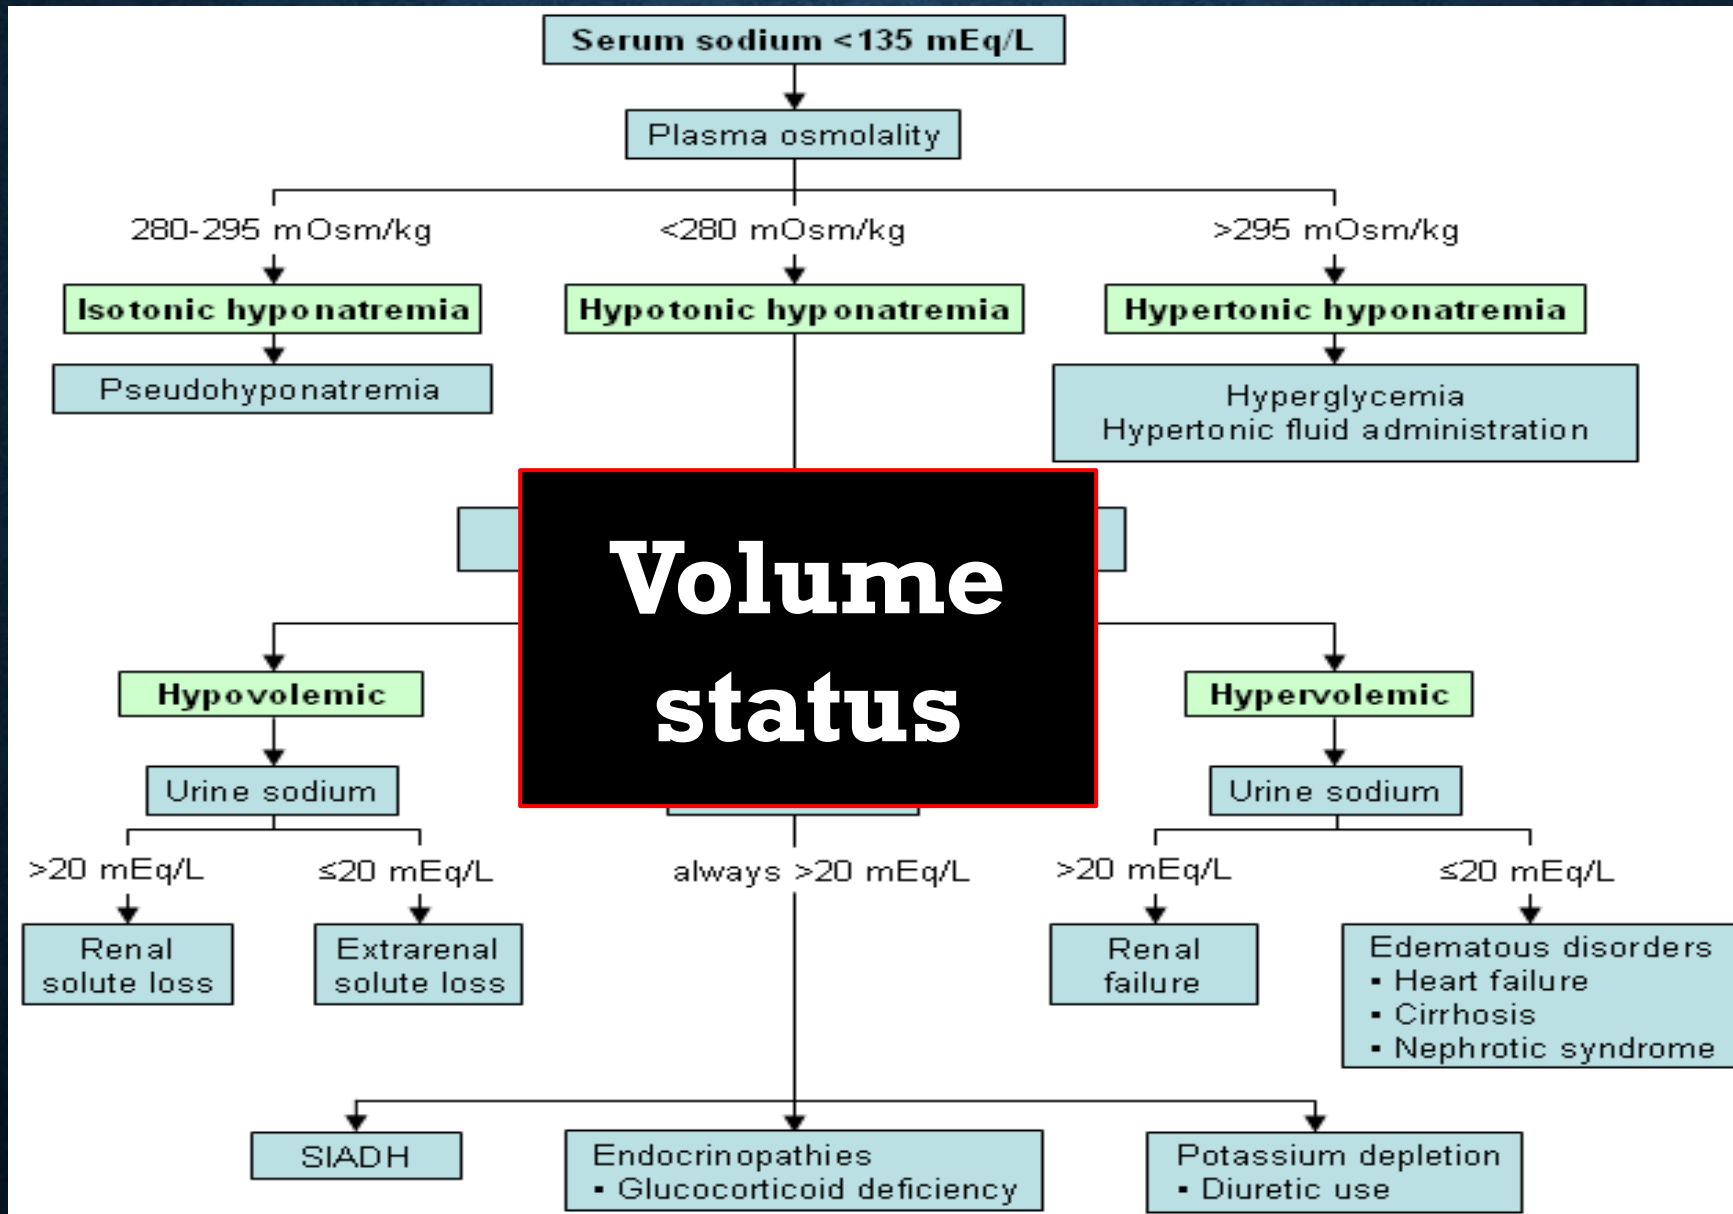 Serum sodium <135 mEq/L
Plasma osmolality
280-295 mOsm/kg
<280 mOsm/kg
>295 mOsm/kg
Isotonic hyponatremia
Hypotonic hyponatremia
Hypertonic hyponatremia
Pseudohyponatremia
Hyperglycemia
Hypertonic fluid administration
Volume
status
Hypovolemic
Hypervolemic
Urine sodium
Urine sodium
>20 mEq/L
≤20 mEq/L
always >20 mEq/L
>20 mEq/L
≤20 mEq/L
Renal
solute loss
Extrarenal
solute loss
Renal
failure
Edematous disorders
▪ Heart failure
▪ Cirrhosis
▪ Nephrotic syndrome
SIADH
Endocrinopathies
▪ Glucocorticoid deficiency
Potassium depletion
▪ Diuretic use